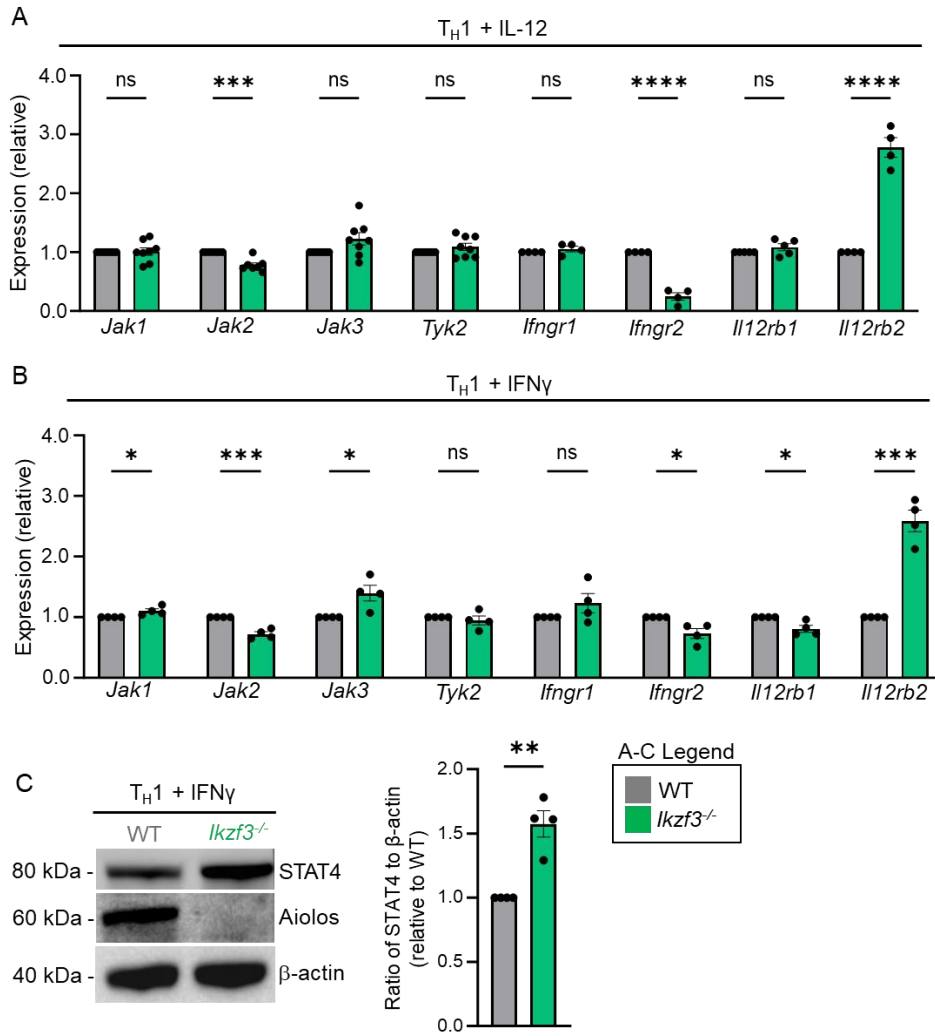 A
TH1 + IL-12
Expression (relative)
4.0
3.0
2.0
1.0
0.0
ns *** ns ns ns **** ns ****
Jak1 Jak2 Jak3 Tyk2 Ifngr1 Ifngr2 Il12rb1 Il12rb2
B
TH1 + IFNγ
Expression (relative)
4.0
3.0
2.0
1.0
0.0
* *** * ns ns * * ***
Jak1 Jak2 Jak3 Tyk2 Ifngr1 Ifngr2 Il12rb1 Il12rb2
C
TH1 + IFNγ
WT Ikzf3-/-
80 kDa - STAT4
60 kDa - Aiolos
40 kDa - β-actin
Ratio of STAT4 to β-actin
(relative to WT)
2.0
1.5
1.0
0.5
0.0
**
A-C Legend
WT
Ikzf3-/-